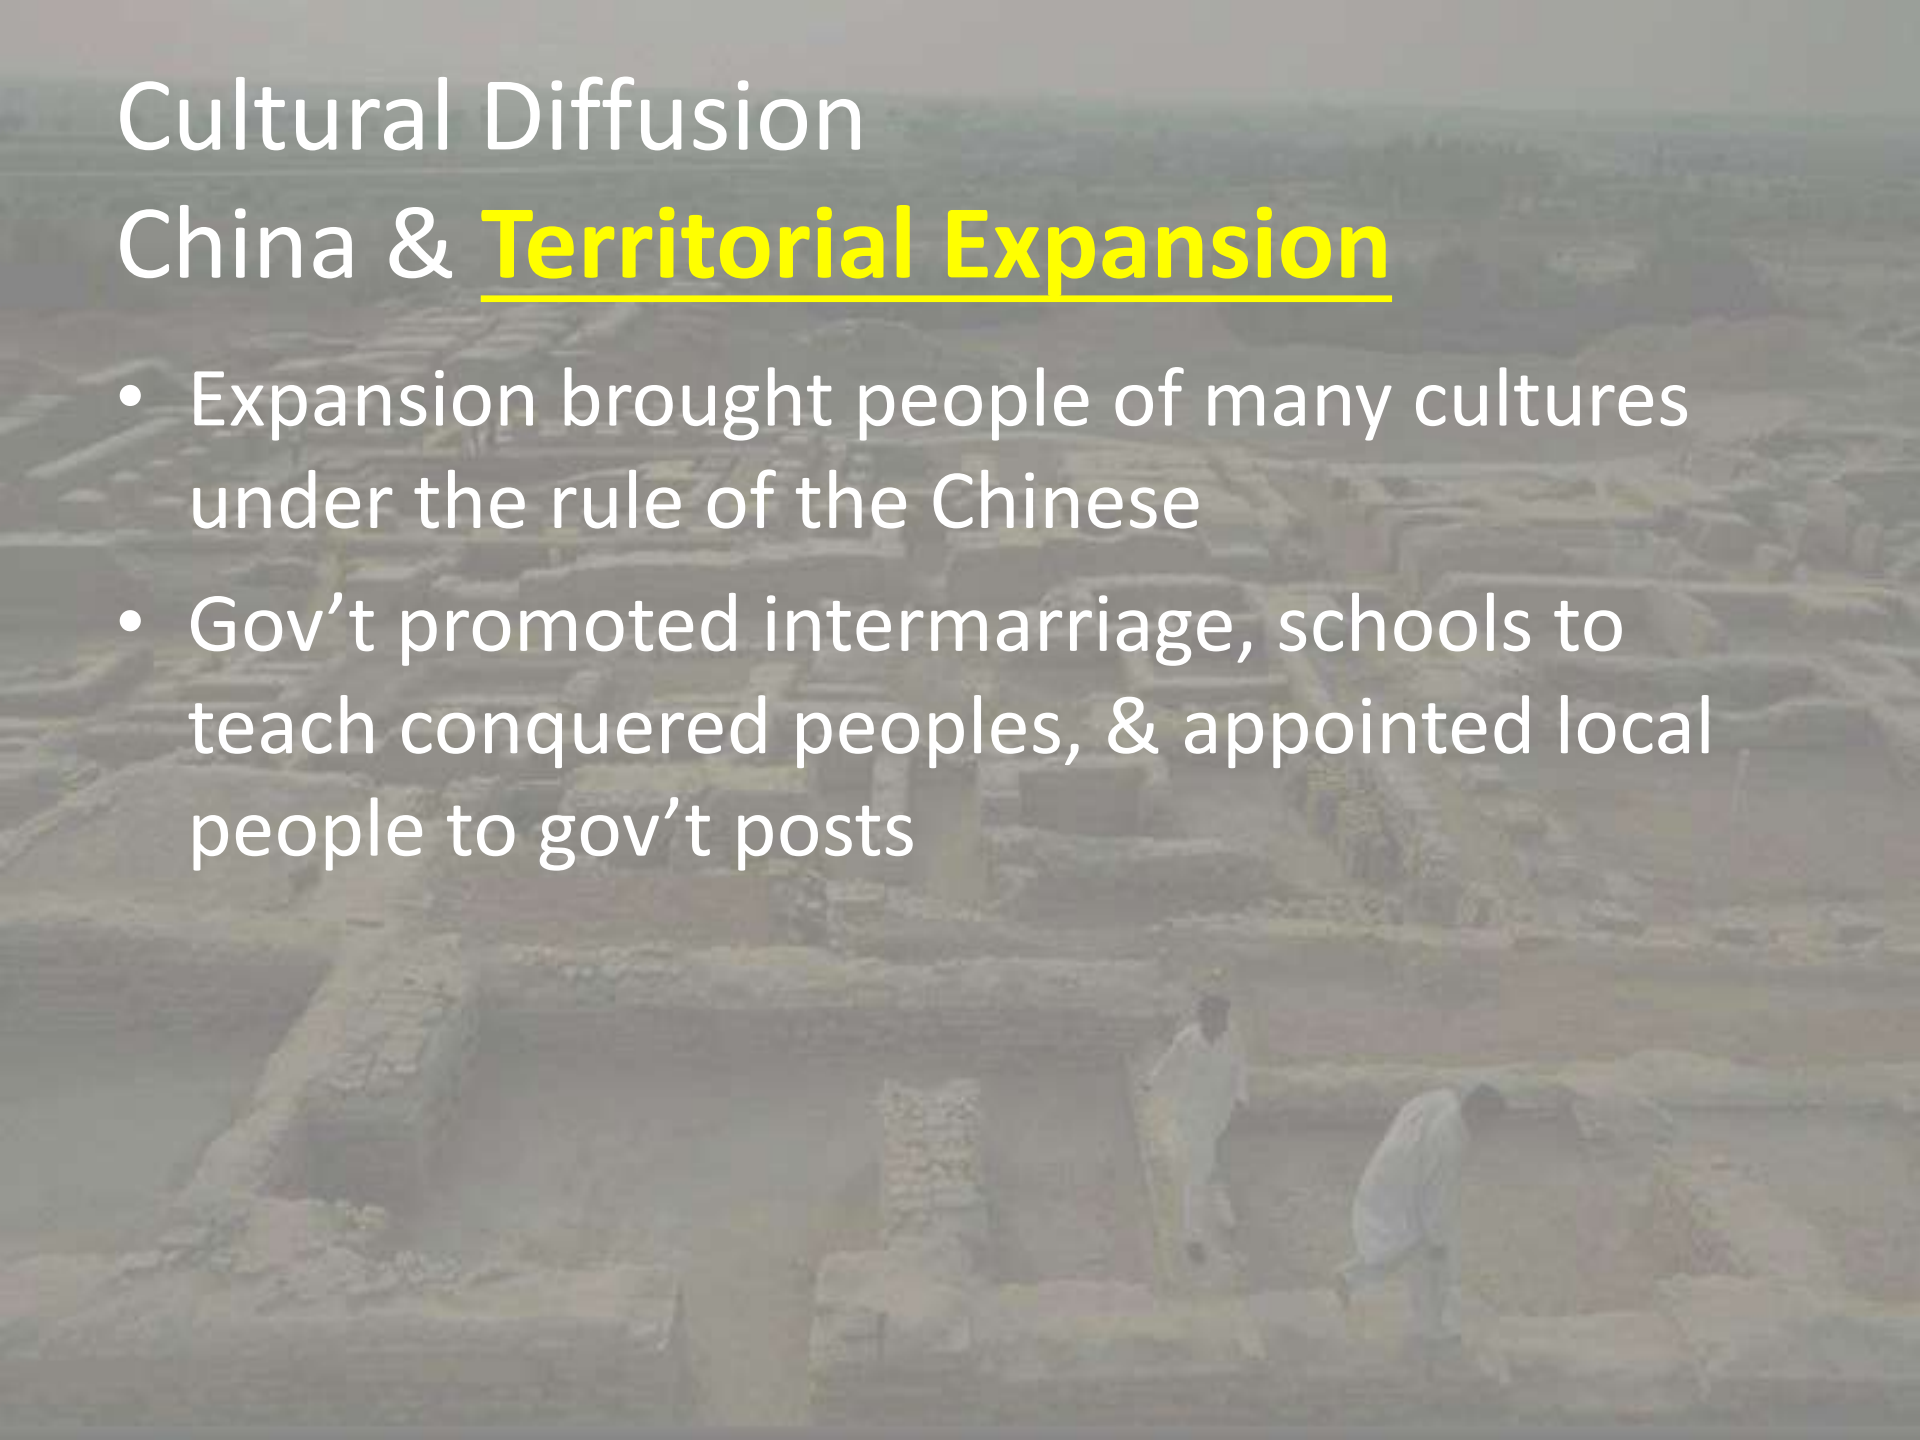 Cultural Diffusion
China & Territorial Expansion
• Expansion brought people of many cultures
under the rule of the Chinese
• Gov’t promoted intermarriage, schools to
teach conquered peoples, & appointed local
people to gov’t posts